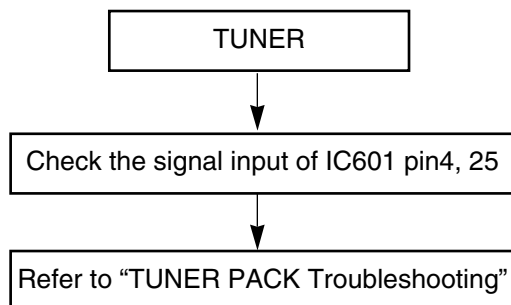 TUNER
Check the signal input of IC601 pin4, 25
Refer to “TUNER PACK Troubleshooting”